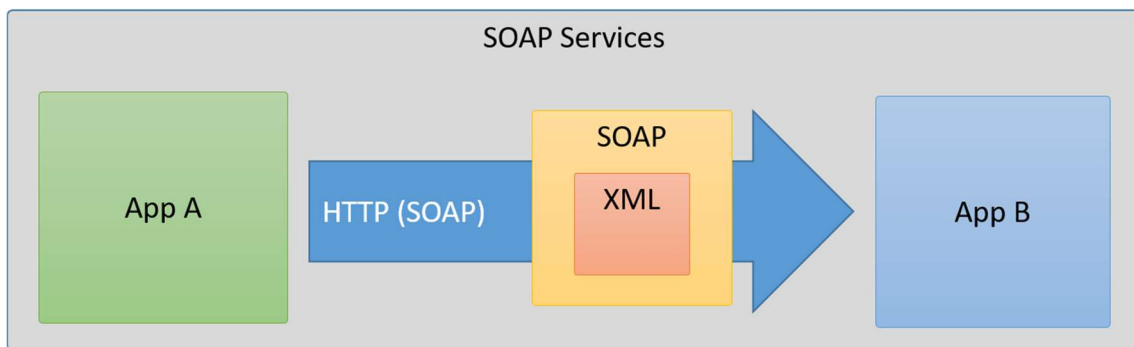 SOAP Services
App A
HTTP (SOAP)
SOAP
XML
App B